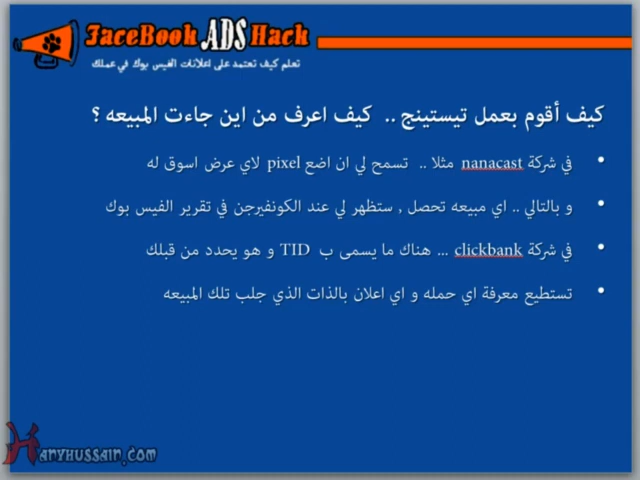 FaceBook ADS Hack
تعلم كيف تعتمد على اعلانات الفيس بوك في عملك
كيف أقوم بعمل تيستينج .. كيف اعرف من اين جاءت المبيعه ؟
في شركة nanacast مثلا .. تسمح لي ان اضع pixel لاي عرض اسوق له
و بالتالي .. اي مبيعه تحصل , ستظهر لي عند الكونفيرجن في تقرير الفيس بوك
في شركة clickbank ... هناك ما يسمى ب TID و هو يحدد من قبلك
تستطيع معرفة اي حمله و اي اعلان بالذات الذي جلب تلك المبيعه
HANYHUSSAIN.COM